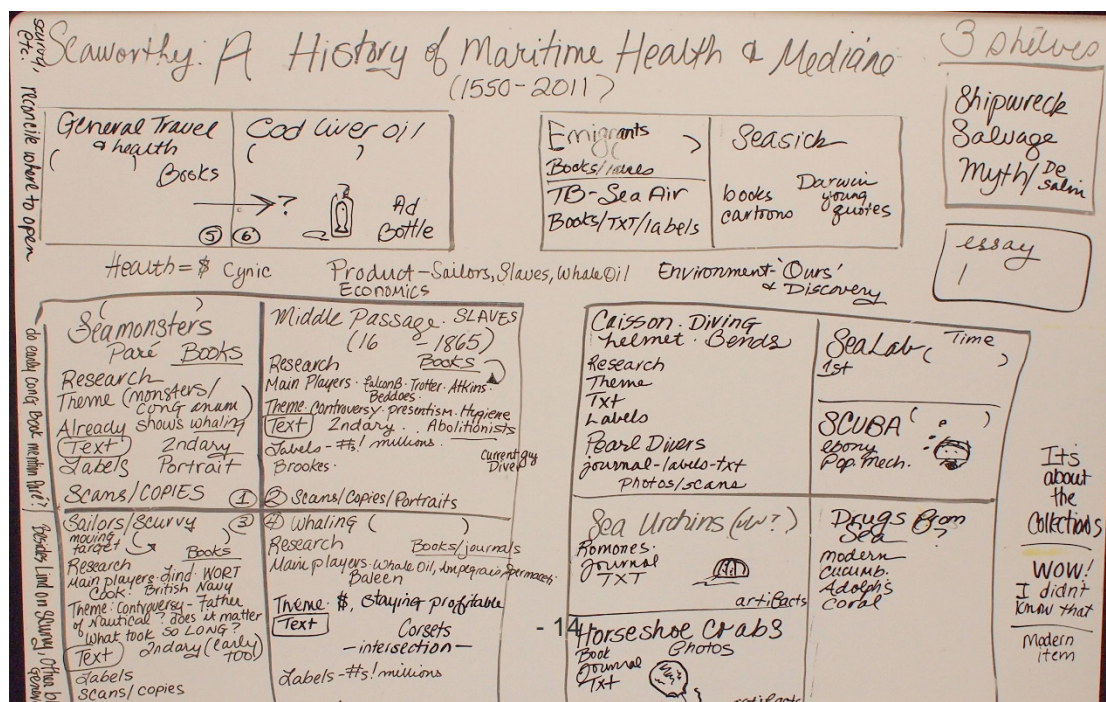 Seaworthy: A History of Maritime Health & Medicine
(1550-2011)
scurvy, etc. reconcile where to open
General Travel
& health
( )
Books
5
Cod Liver oil
( )
→?
Ad
Bottle
6
Emigrants
( )
Books/
TB-Sea Air
Books/TXT/labels
Seasick
books
cartoons
Darwin
young
quotes
3 shelves
Shipwreck
Salvage
Myth/De
salin
essay
1
Health = $ Cynic
Product-Sailors, Slaves, Whale Oil
Economics
Environment-'Ours'
& Discovery
( )
Seamonsters
Paré Books
Research
Theme (monsters/
cong anam)
Already shows whaling
Text 2ndary
Labels Portrait
Scans/COPIES 1
Middle Passage. SLAVES
(16 -1865)
Research Books
Main Players. FalconB. Trotter. Atkins.
Beddoes.
Theme. Controversy. presentism. Hygiene
Text 2ndary.. Abolitionists
Labels-#s! millions.
Brookes.
Current guy
Diver
2 Scans/Copies/Portraits
Sailors/Scurvy 3
moving
target ( )
Books
Research
Main players. Lind. WORT
Cook. British Navy
Theme: Controversy- Father
of Nautical? does it matter
What took so LONG?
Text 2ndary (early
too!)
Labels
Scans/copies
4 Whaling ( )
Research
Books/journals
Main players-Whale Oil, Spermaceti
Baleen
Theme. $, Staying profitable
Text Corsets
-intersection-
Labels-#s! millions
Caisson. Diving
helmet. Bends
Research
Theme
Txt
Labels
Pearl Divers
journal-labels-txt
photos/scans
SeaLab ( Time )
1st
SCUBA ( )
ebony
Pop. Mech.
Sea Urchins (UW?)
Romones.
journal
TXT
artifacts
Drugs from
Sea ?
modern
cucumb.
Adolph's
Coral
- 14
Horseshoe Crabs
Book Photos
journal
Txt
artifacts
Its
about
the
Collections
WOW!
I didnt
know that
Modern
item
do early cong book mention Paré?
Besides Lind on Scurvy, other